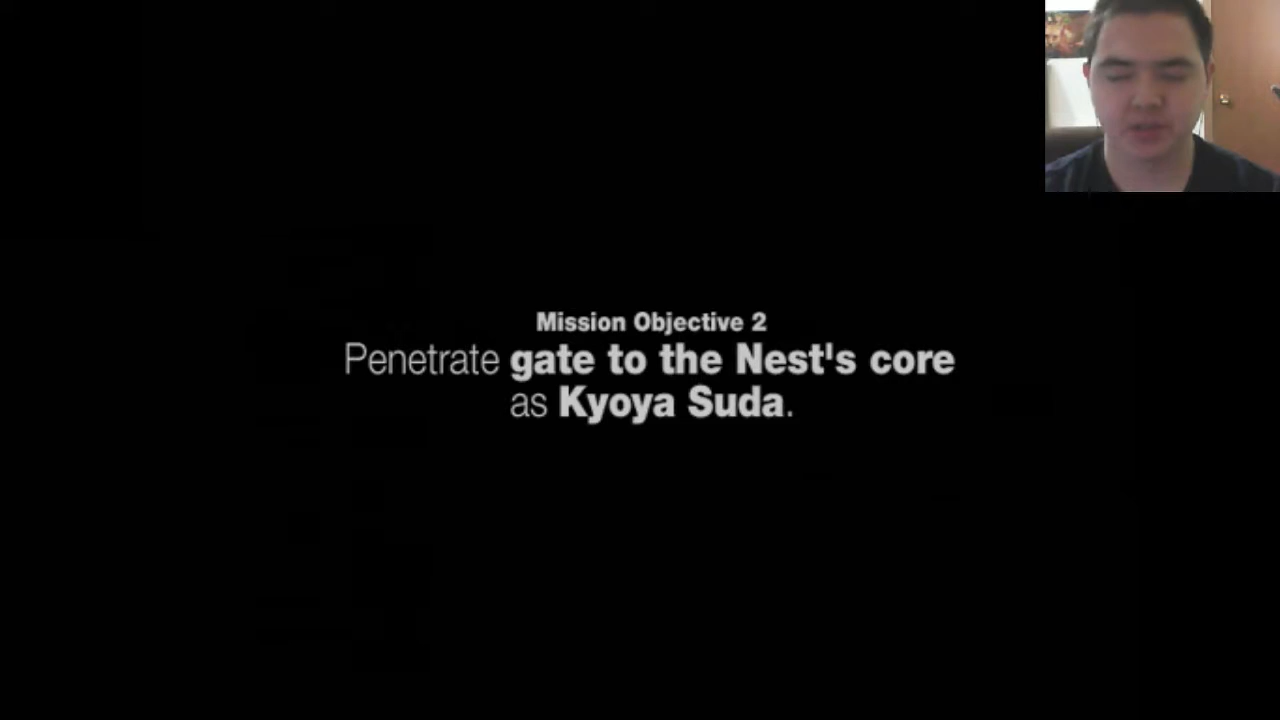 Mission Objective 2
Penetrate gate to the Nest's core
as Kyoya Suda.